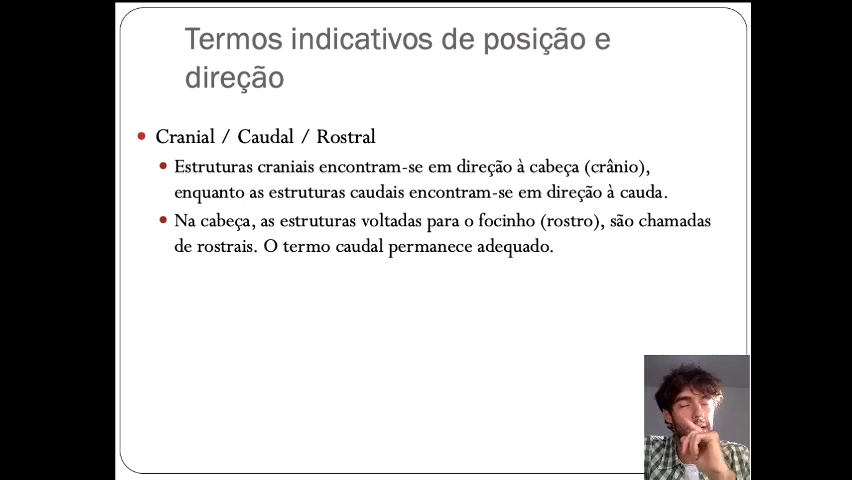 Termos indicativos de posição e
direção
Cranial / Caudal / Rostral
Estruturas craniais encontram-se em direção à cabeça (crânio),
enquanto as estruturas caudais encontram-se em direção à cauda.
Na cabeça, as estruturas voltadas para o focinho (rostro), são chamadas
de rostrais. O termo caudal permanece adequado.